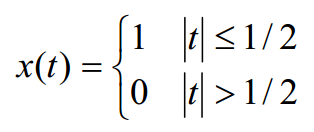 x(t) = { 1 |t| ≤ 1/2
0 |t| > 1/2